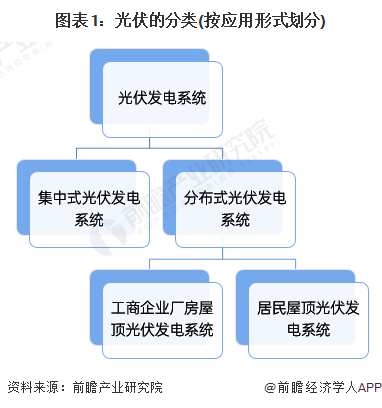 图表1：光伏的分类(按应用形式划分)
光伏发电系统
集中式光伏发电
系统
分布式光伏发电
系统
工商企业厂房屋
顶光伏发电系统
居民屋顶光伏发
电系统
前瞻产业研究院
资料来源：前瞻产业研究院
@前瞻经济学人APP